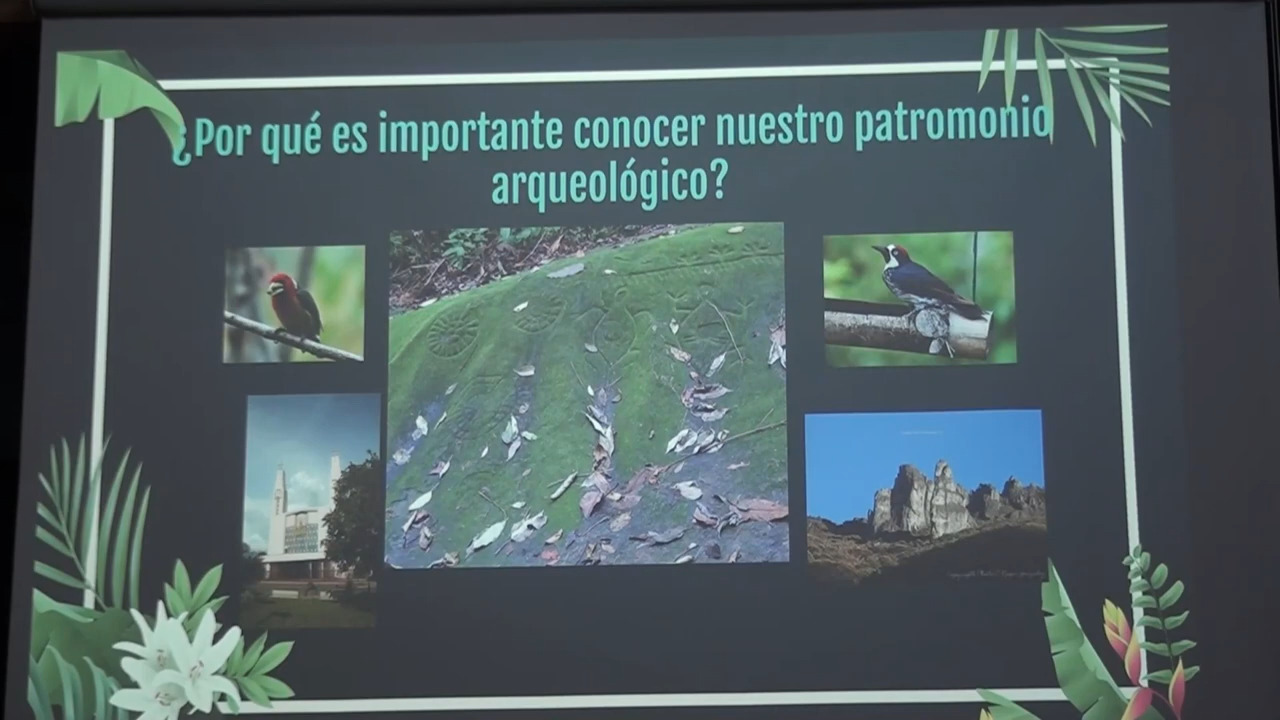 ¿Por qué es importante conocer nuestro patromonio
arqueológico?